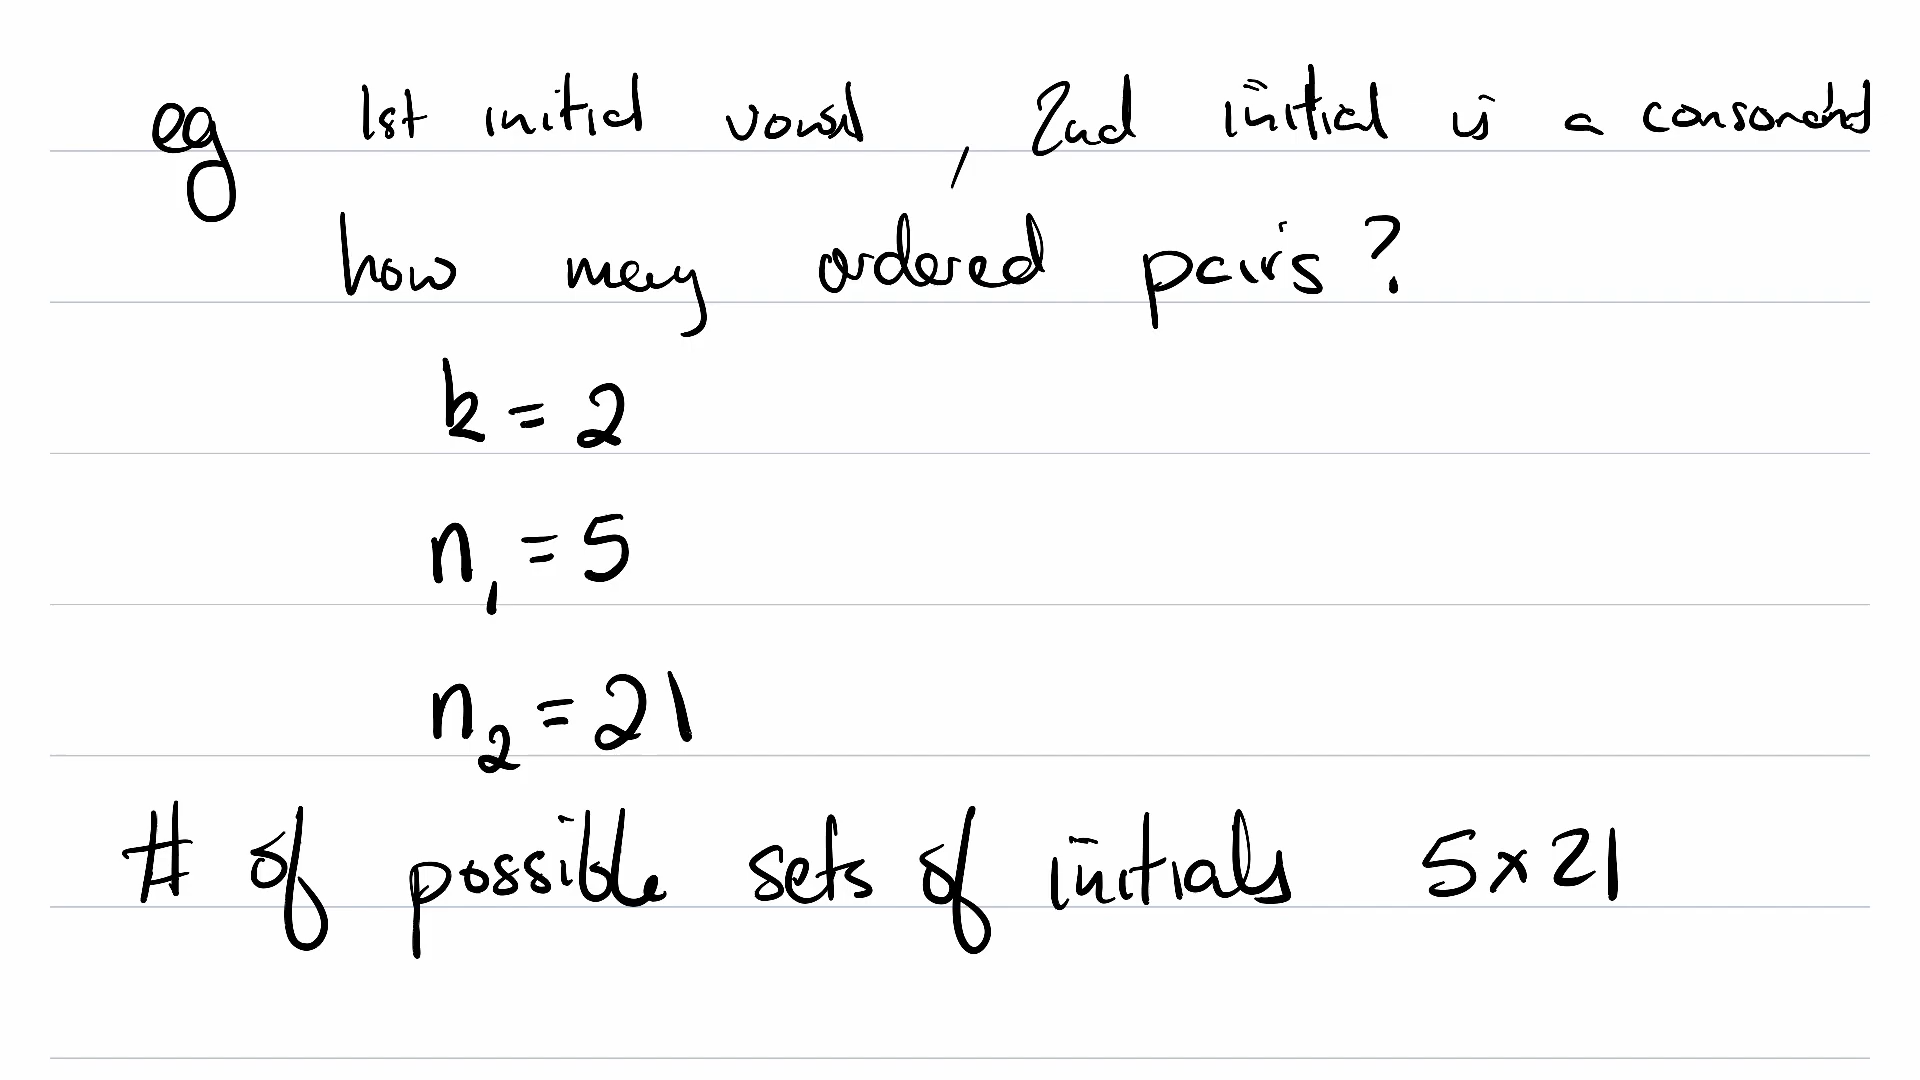 eg 1st initial vowel, 2nd initial is a consonant
how many ordered pairs?
k = 2
n₁ = 5
n₂ = 21
# of possible sets of initials 5×21